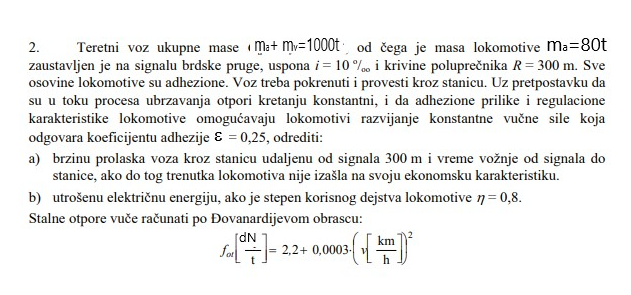 2. Teretni voz ukupne mase mₐ+ mᵥ=1000t od čega je masa lokomotive mₐ=80t
zaustavljen je na signalu brdske pruge, uspona i = 10 °/ₒₒ i krivine poluprečnika R = 300 m. Sve
osovine lokomotive su adhezione. Voz treba pokrenuti i provesti kroz stanicu. Uz pretpostavku da
su u toku procesa ubrzavanja otpori kretanju konstantni, i da adhezione prilike i regulacione
karakteristike lokomotive omogućavaju lokomotivi razvijanje konstantne vučne sile koja
odgovara koeficijentu adhezije ε = 0,25, odrediti:
a) brzinu prolaska voza kroz stanicu udaljenu od signala 300 m i vreme vožnje od signala do
stanice, ako do tog trenutka lokomotiva nije izašla na svoju ekonomsku karakteristiku.
b) utrošenu električnu energiju, ako je stepen korisnog dejstva lokomotive η = 0,8.
Stalne otpore vuče računati po Đovanardijevom obrascu:
fₒₜ[dN/t] = 2,2+ 0,0003·(v[km/h])²